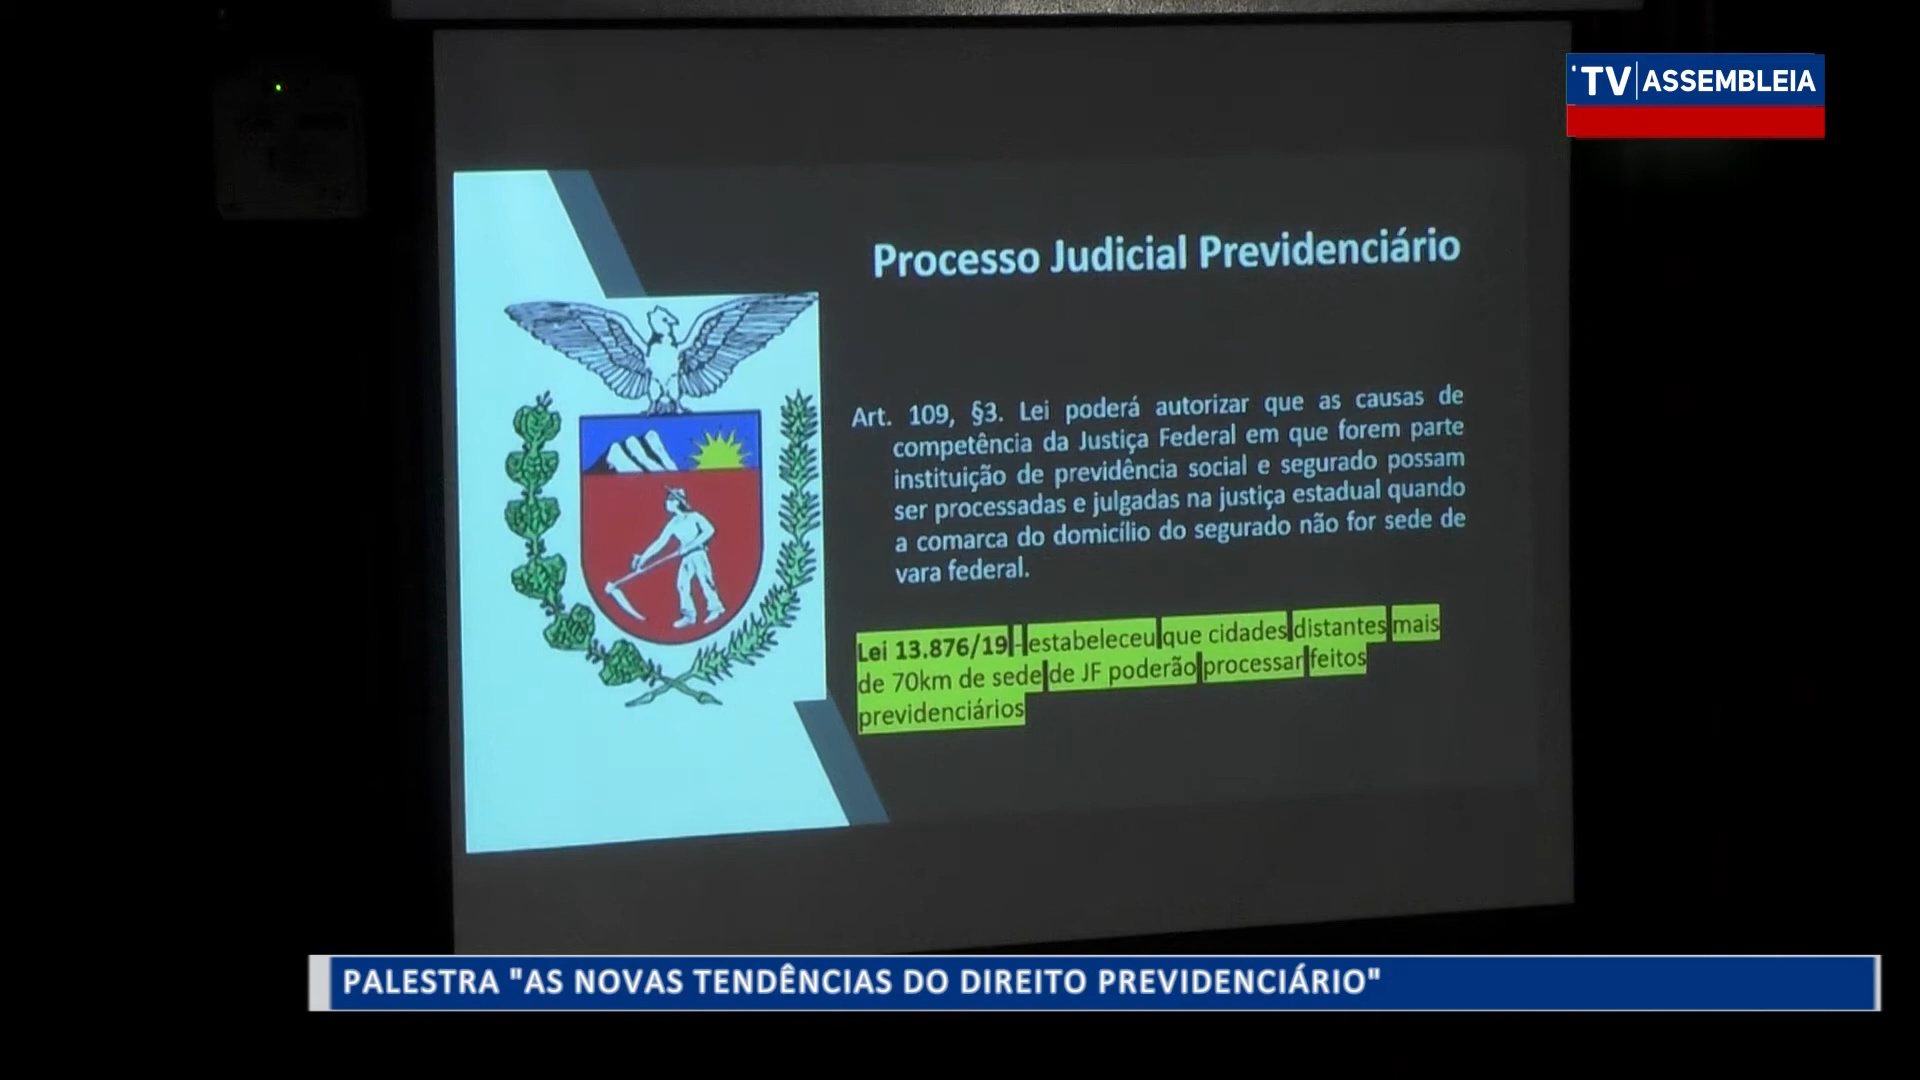 TV ASSEMBLEIA
Processo Judicial Previdenciário
Art. 109, §3. Lei poderá autorizar que as causas de
competência da Justiça Federal em que forem parte
instituição de previdência social e segurado possam
ser processadas e julgadas na justiça estadual quando
a comarca do domicílio do segurado não for sede de
vara federal.
Lei 13.876/19 - estabeleceu que cidades distantes mais
de 70km de sede de JF poderão processar feitos
previdenciários
PALESTRA "AS NOVAS TENDÊNCIAS DO DIREITO PREVIDENCIÁRIO"